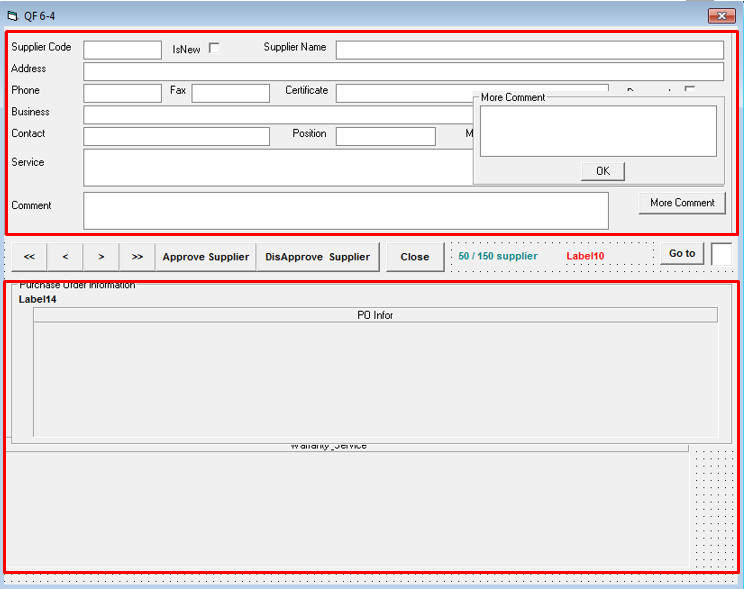 QF 6-4
Supplier Code IsNew Supplier Name
Address
Phone Fax Certificate
More Comment
Business
Contact Position M
OK
Service
Comment More Comment
<< < > >> Approve Supplier DisApprove Supplier Close 50 / 150 supplier Label10 Go to
Purchase Order Information
Label14
PO Infor
Warranty_Service